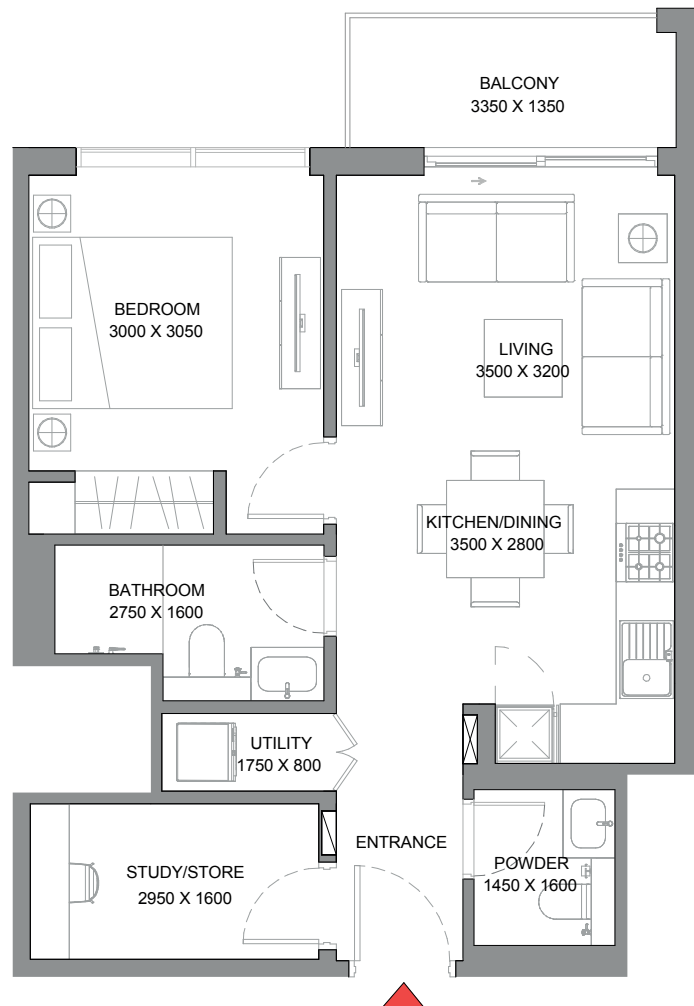 BALCONY
3350 X 1350
BEDROOM
3000 X 3050
LIVING
3500 X 3200
KITCHEN/DINING
3500 X 2800
BATHROOM
2750 X 1600
UTILITY
1750 X 800
ENTRANCE
STUDY/STORE
2950 X 1600
POWDER
1450 X 1600